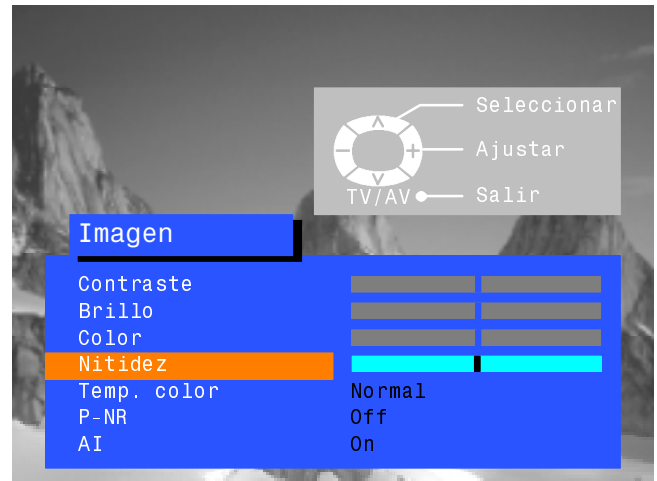 Seleccionar
Ajustar
TV/AV Salir
Imagen
Contraste
Brillo
Color
Nitidez
Temp. color Normal
P-NR Off
AI On